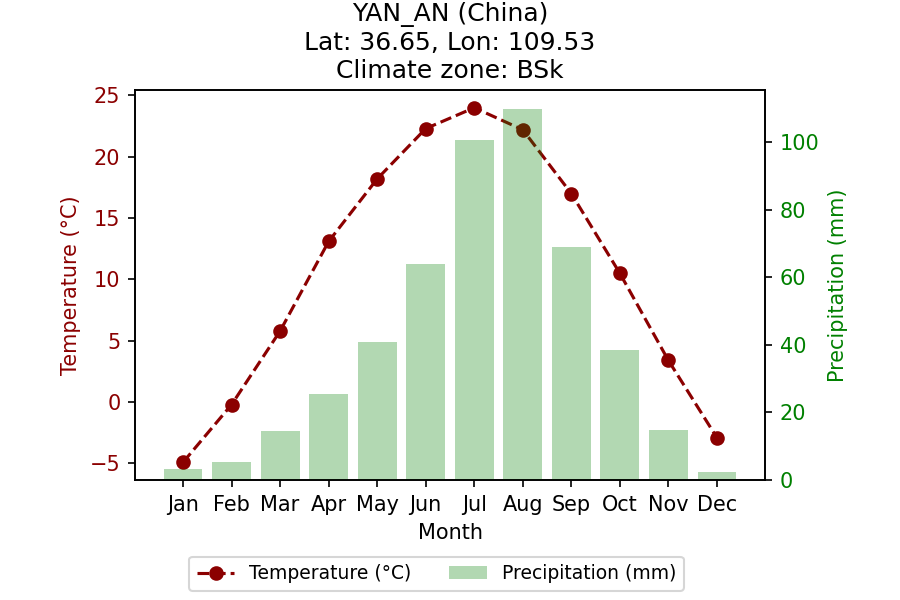 YAN_AN (China)
Lat: 36.65, Lon: 109.53
Climate zone: BSk
25
20
15
10
5
0
−5
Temperature (°C)
100
80
60
40
20
0
Precipitation (mm)
Jan Feb Mar Apr May Jun Jul Aug Sep Oct Nov Dec
Month
Temperature (°C) Precipitation (mm)